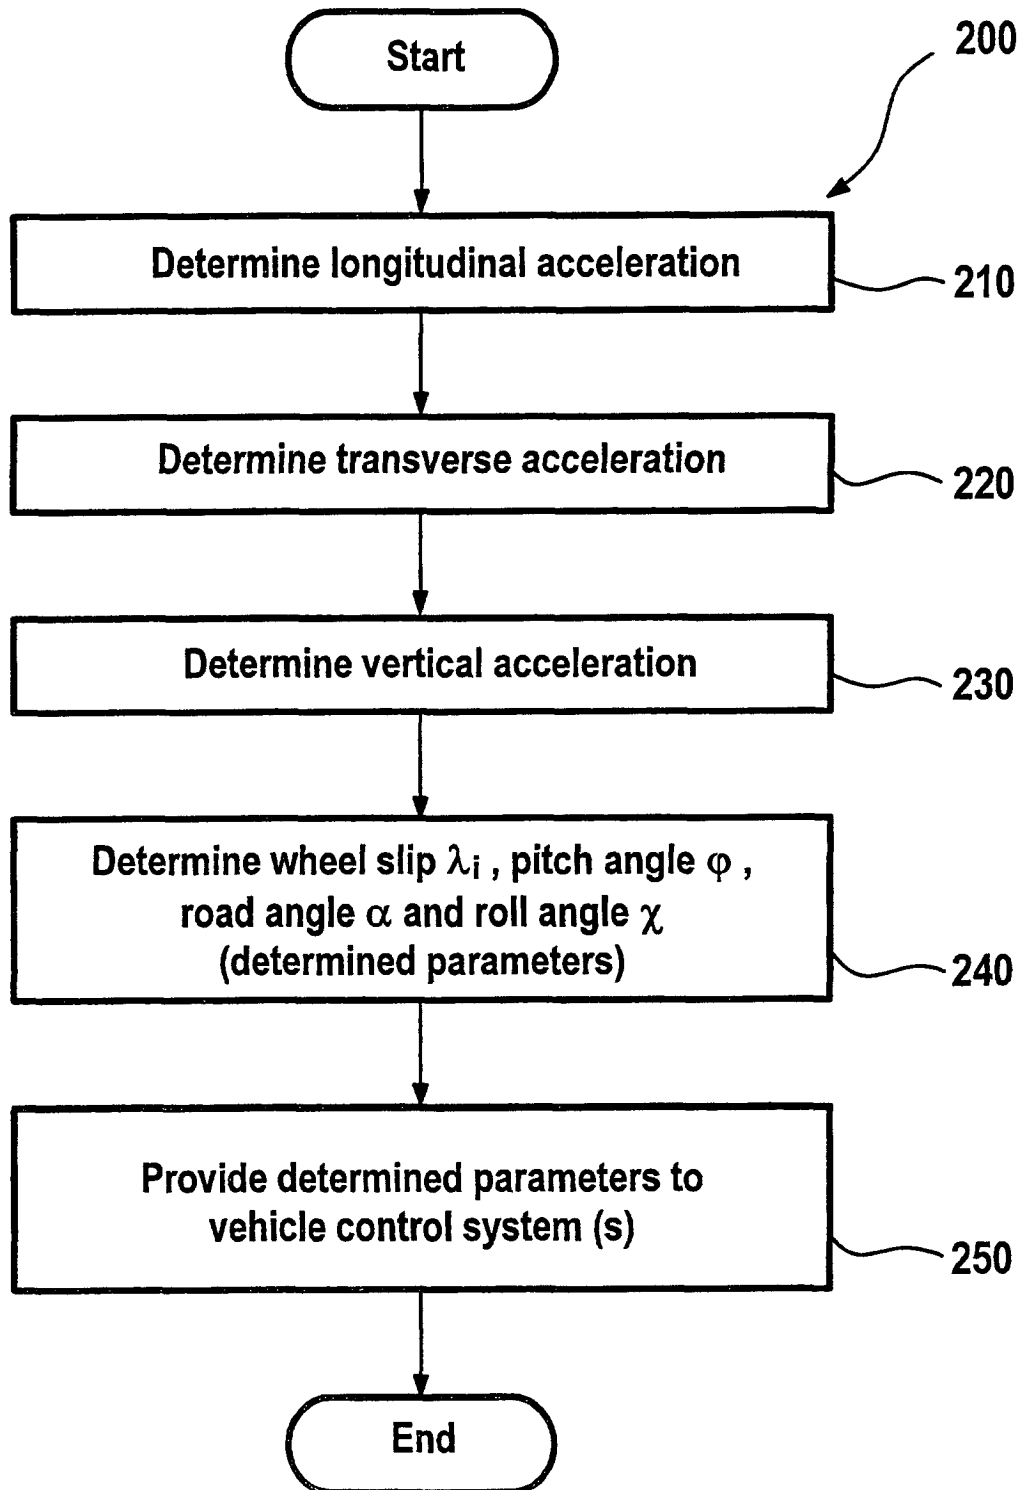 Start
200
Determine longitudinal acceleration
210
Determine transverse acceleration
220
Determine vertical acceleration
230
Determine wheel slip λi , pitch angle φ ,
road angle α and roll angle χ
(determined parameters)
240
Provide determined parameters to
vehicle control system (s)
250
End